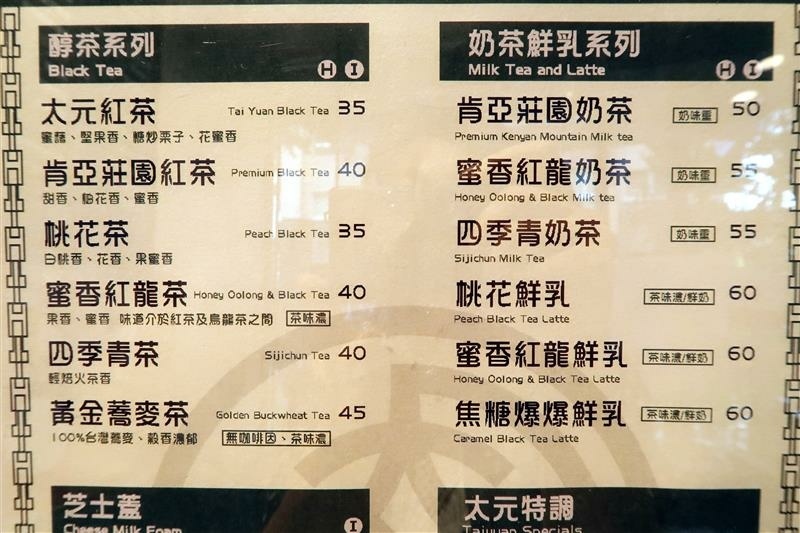 醇茶系列
Black Tea
H I
太元紅茶 Tai Yuan Black Tea 35
蜜藷、堅果香、糖炒栗子、花蜜香
肯亞莊園紅茶 Premium Black Tea 40
甜香、柚花香、蜜香
桃花茶 Peach Black Tea 35
白桃香、花香、果蜜香
蜜香紅龍茶 Honey Oolong & Black Tea 40
果香、蜜香 味道介於紅茶及烏龍茶之間 茶味濃
四季青茶 Sijichun Tea 40
輕焙火茶香
黃金蕎麥茶 Golden Buckwheat Tea 45
100%台灣蕎麥、穀香濃郁 無咖啡因、茶味濃
芝士蓋
Cheese Milk Foam
I
奶茶鮮乳系列
Milk Tea and Latte
H I
肯亞莊園奶茶 奶味重 50
Premium Kenyan Mountain Milk tea
蜜香紅龍奶茶 奶味重 55
Honey Oolong & Black Milk tea
四季青奶茶 奶味重 55
Sijichun Milk Tea
桃花鮮乳 茶味濃/鮮奶 60
Peach Black Tea Latte
蜜香紅龍鮮乳 茶味濃/鮮奶 60
Honey Oolong & Black Tea Latte
焦糖爆爆鮮乳 茶味濃/鮮奶 60
Caramel Black Tea Latte
太元特調
Taiyuan Specials